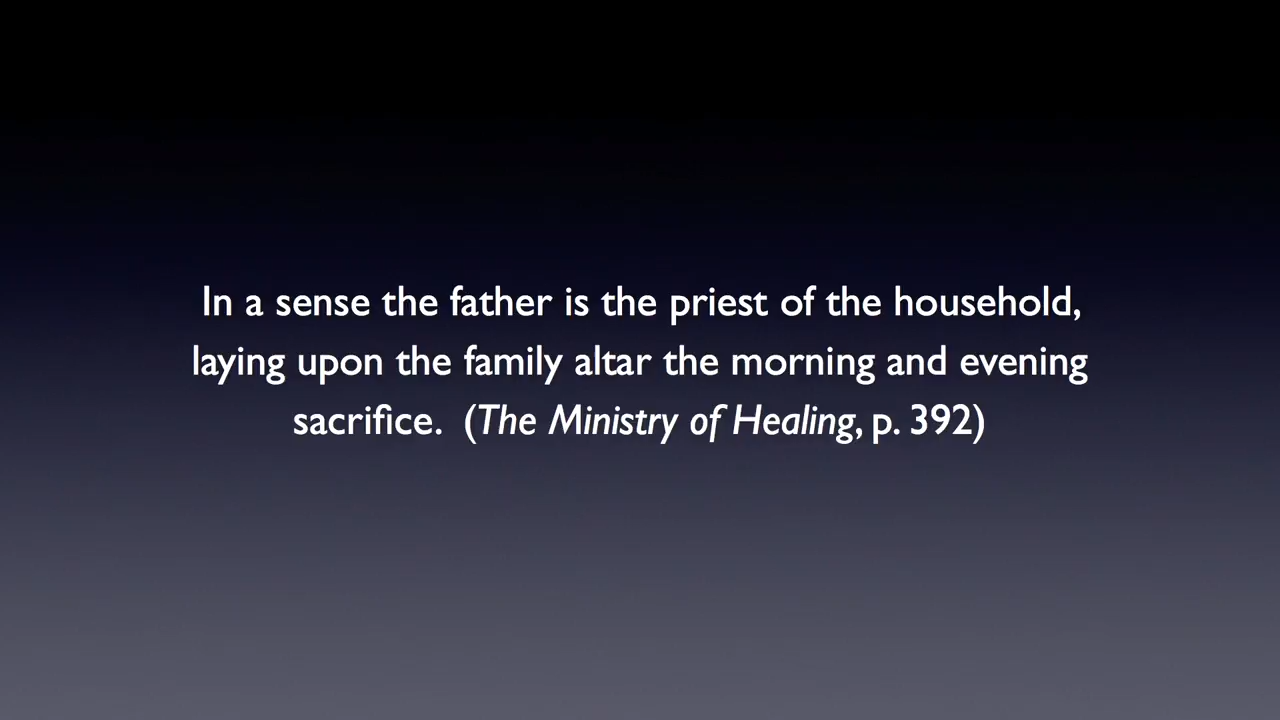 In a sense the father is the priest of the household,
laying upon the family altar the morning and evening
sacrifice.  (The Ministry of Healing, p. 392)